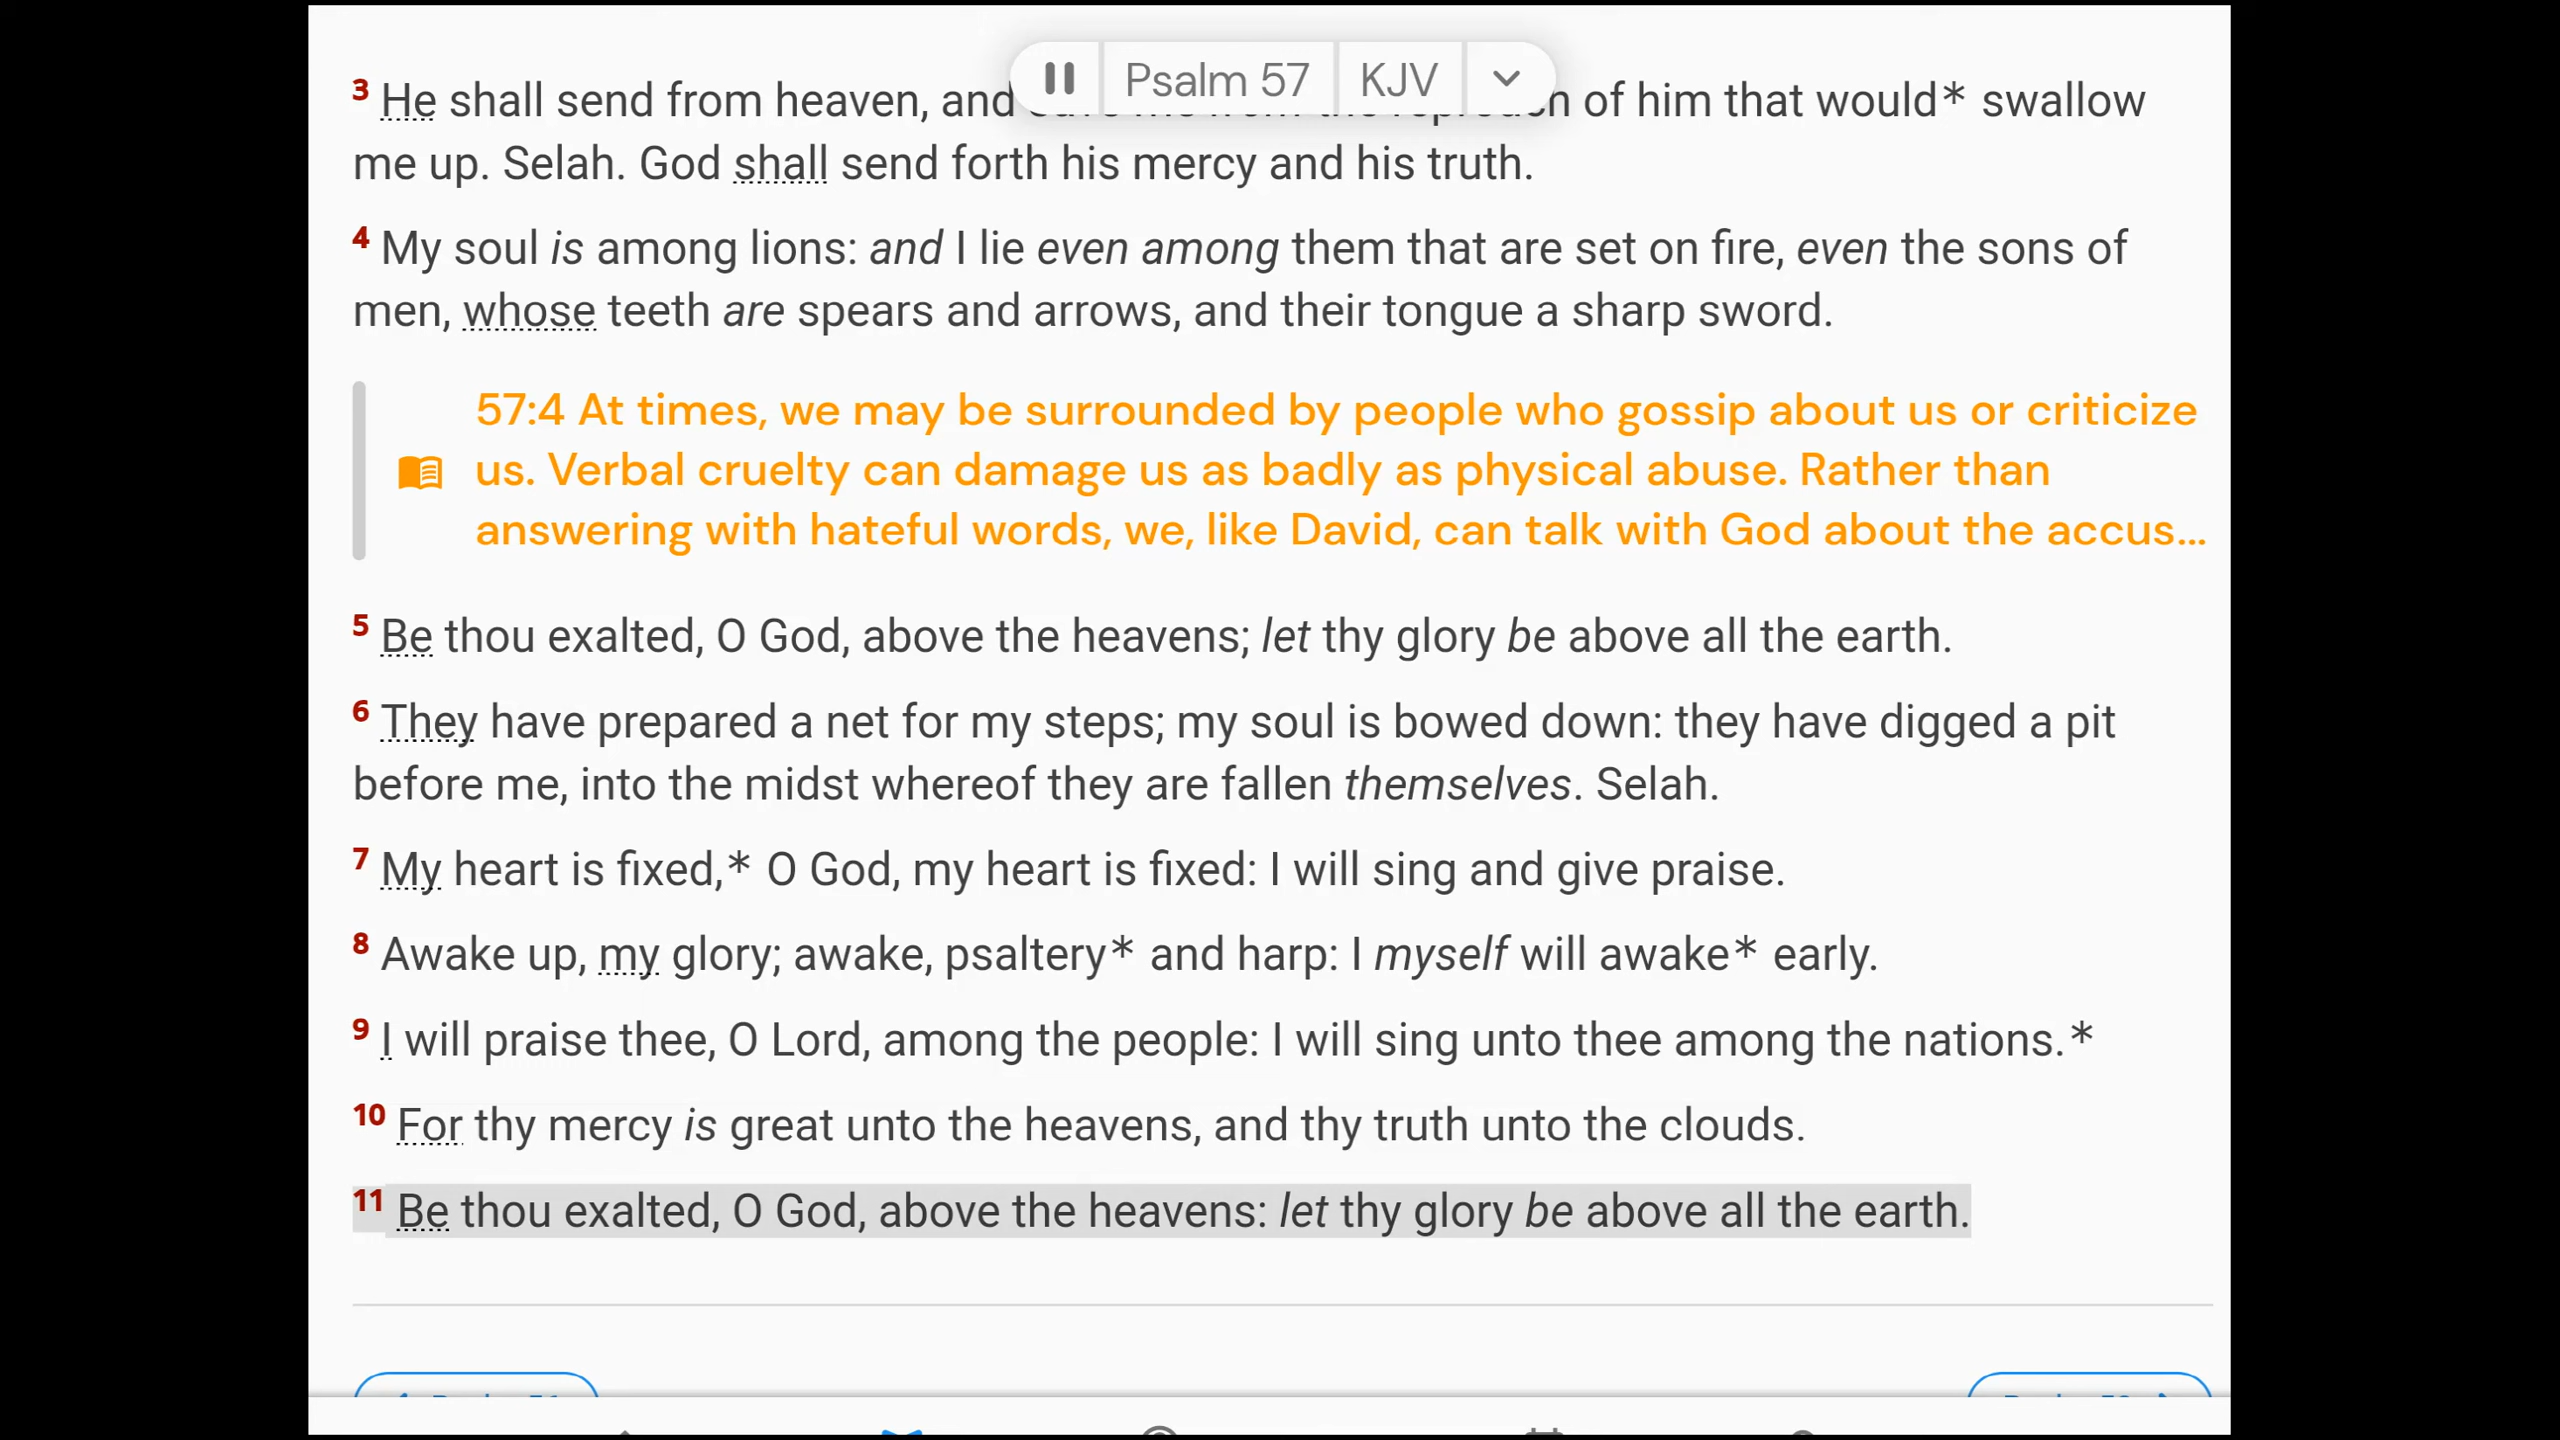 Psalm 57 KJV
3 He shall send from heaven, and of him that would* swallow
me up. Selah. God shall send forth his mercy and his truth.
4 My soul is among lions: and I lie even among them that are set on fire, even the sons of
men, whose teeth are spears and arrows, and their tongue a sharp sword.
57:4 At times, we may be surrounded by people who gossip about us or criticize
us. Verbal cruelty can damage us as badly as physical abuse. Rather than
answering with hateful words, we, like David, can talk with God about the accus...
5 Be thou exalted, O God, above the heavens; let thy glory be above all the earth.
6 They have prepared a net for my steps; my soul is bowed down: they have digged a pit
before me, into the midst whereof they are fallen themselves. Selah.
7 My heart is fixed,* O God, my heart is fixed: I will sing and give praise.
8 Awake up, my glory; awake, psaltery* and harp: I myself will awake* early.
9 I will praise thee, O Lord, among the people: I will sing unto thee among the nations.*
10 For thy mercy is great unto the heavens, and thy truth unto the clouds.
11 Be thou exalted, O God, above the heavens: let thy glory be above all the earth.